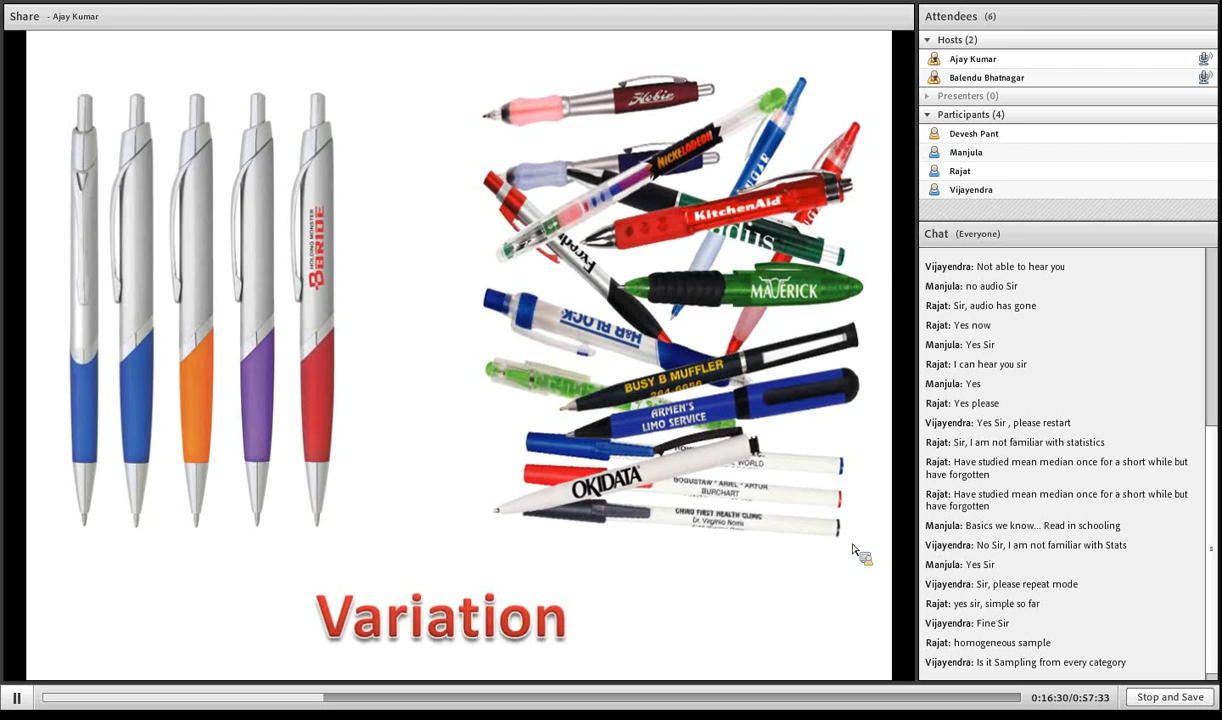 Share - Ajay Kumar
BRIDE
HOLDING MONSTER
Hebir
NICKELODEON
KitchenAid
MAVERICK
H&R BLOCK
BUSY B MUFFLER
ARMEN'S
LIMO SERVICE
WORLD
OKIDATA
BURCHART
Variation
Attendees (6)
Hosts (2)
Ajay Kumar
Balendu Bhatnagar
Presenters (0)
Participants (4)
Devesh Pant
Manjula
Rajat
Vijayendra
Chat (Everyone)
Vijayendra: Not able to hear you
Manjula: no audio Sir
Rajat: Sir, audio has gone
Rajat: Yes now
Manjula: Yes Sir
Rajat: I can hear you sir
Manjula: Yes
Rajat: Yes please
Vijayendra: Yes Sir , please restart
Rajat: Sir, I am not familiar with statistics
Rajat: Have studied mean median once for a short while but
have forgotten
Rajat: Have studied mean median once for a short while but
have forgotten
Manjula: Basics we know... Read in schooling
Vijayendra: No Sir, I am not familiar with Stats
Manjula: Yes Sir
Vijayendra: Sir, please repeat mode
Rajat: yes sir, simple so far
Vijayendra: Fine Sir
Rajat: homogeneous sample
Vijayendra: Is it Sampling from every category
0:16:30/0:57:33
Stop and Save